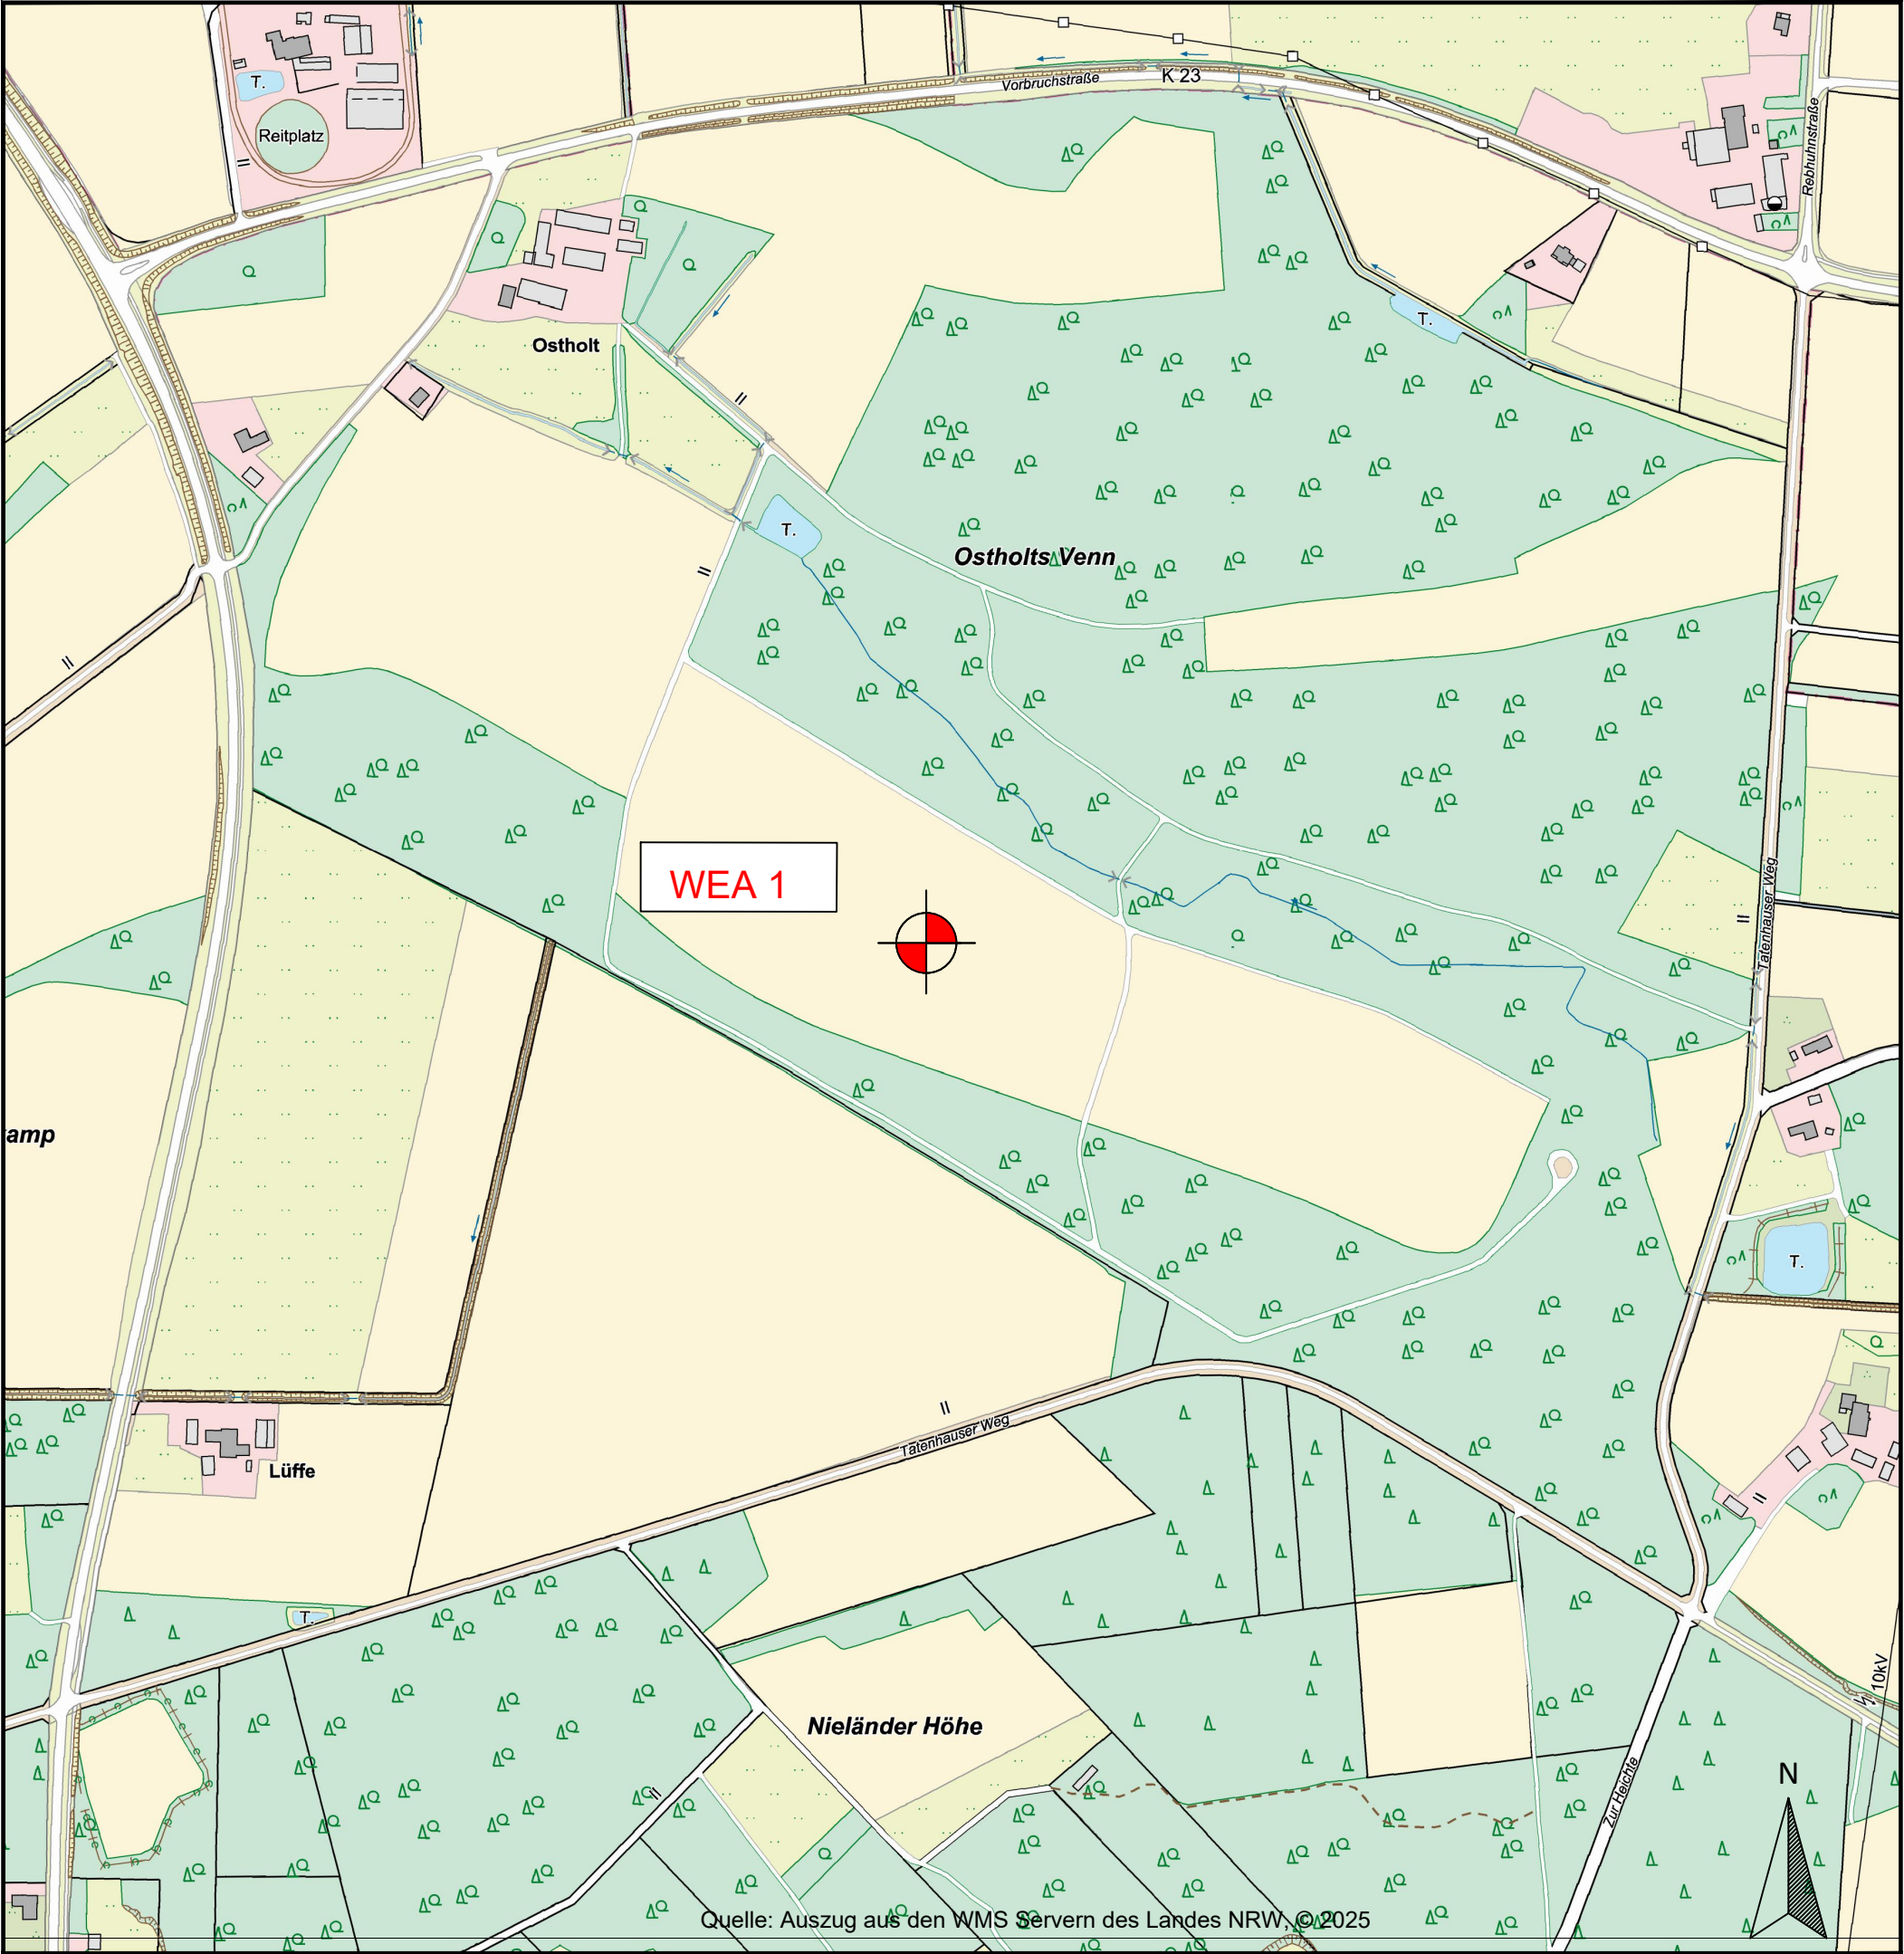 T.
Reitplatz
Vorbruchstraße
K 23
Rebhuhnstraße
Ostholt
T.
T.
Ostholts Venn
WEA 1
Tatenhauser Weg
amp
T.
Lüffe
Tatenhauser Weg
T.
10kV
Nieländer Höhe
Zur Heichte
N
Quelle: Auszug aus den WMS Servern des Landes NRW, © 2025